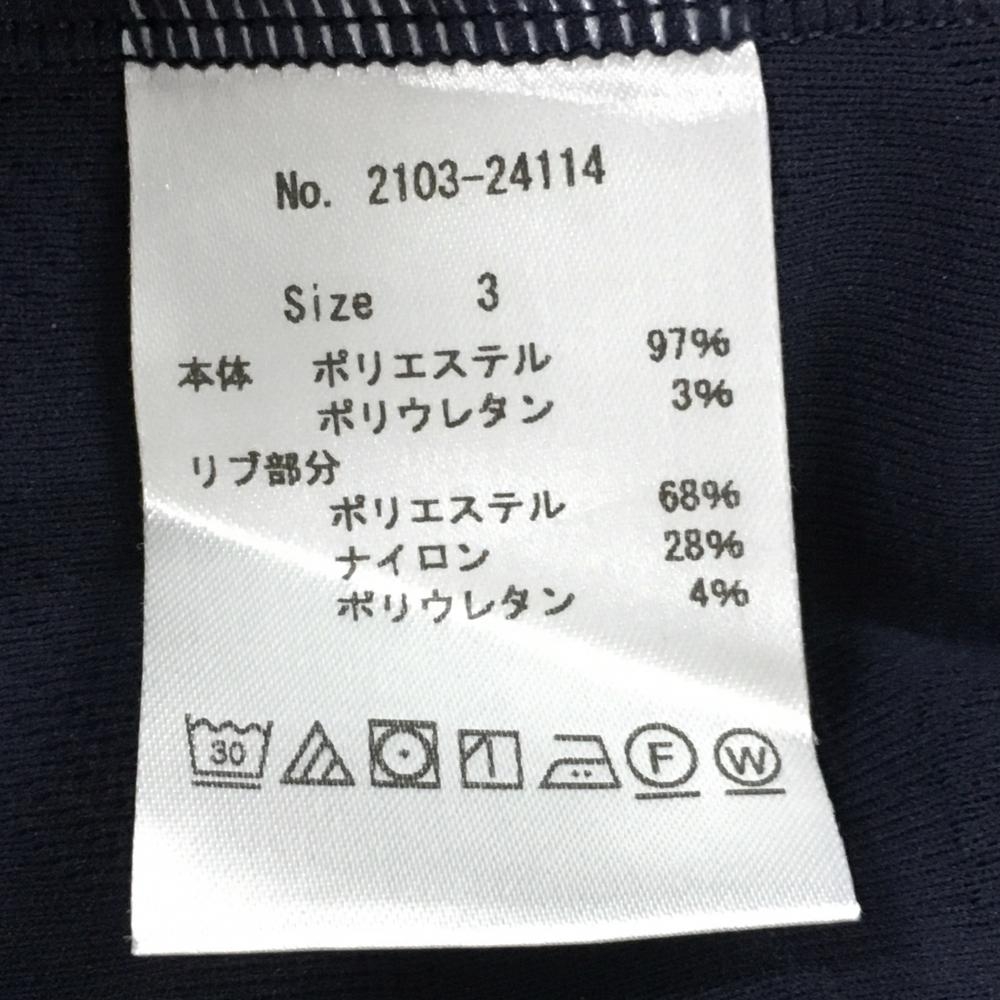 No. 2103-24114
Size 3
本体 ポリエステル 97%
ポリウレタン 3%
リブ部分
ポリエステル 68%
ナイロン 28%
ポリウレタン 4%
30 F W